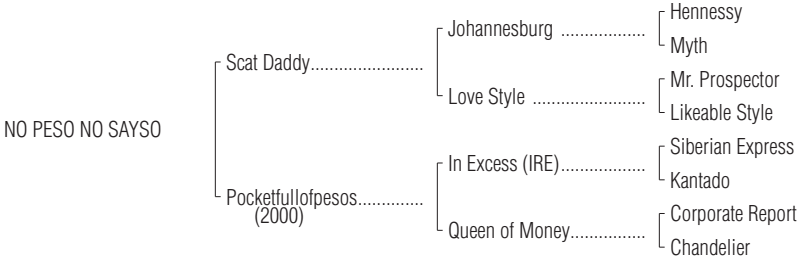 Hennessy
Johannesburg ...................
Myth
Scat Daddy.........................
Mr. Prospector
Love Style .........................
Likeable Style
NO PESO NO SAYSO
Siberian Express
In Excess (IRE)...................
Kantado
Pocketfullofpesos..............
(2000)
Corporate Report
Queen of Money.................
Chandelier